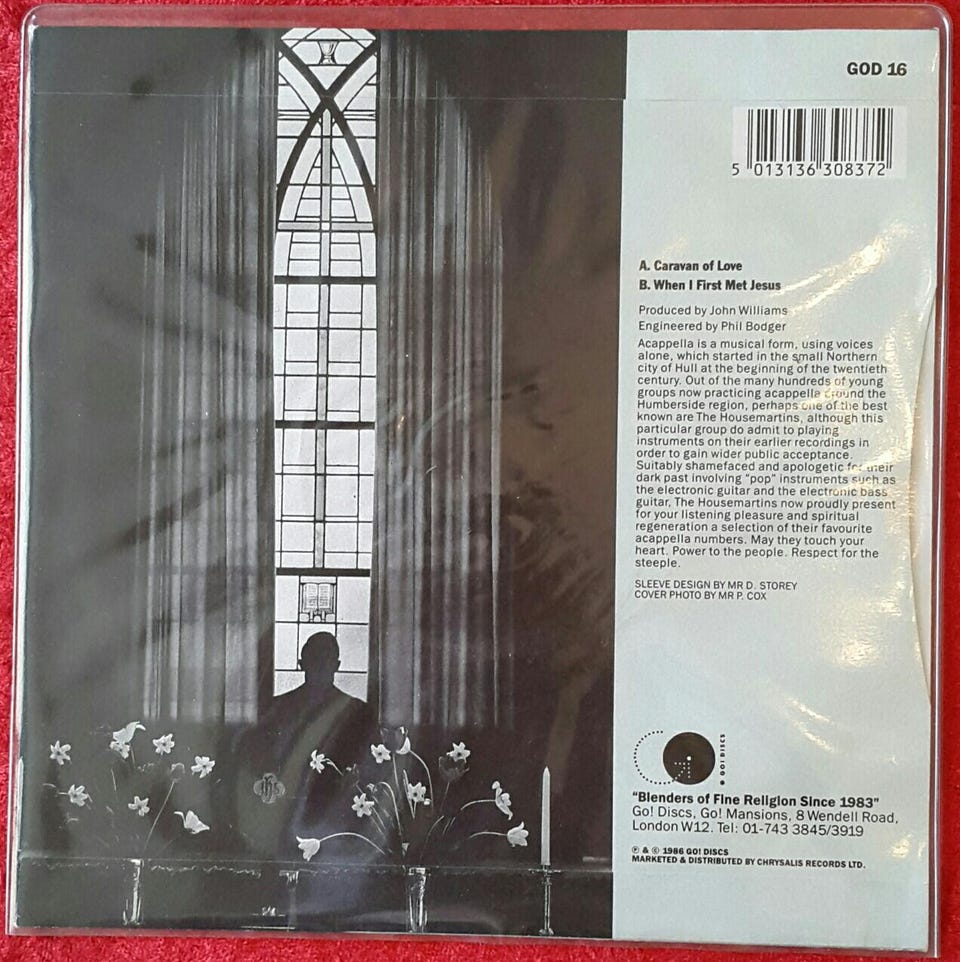 GOD 16
5 013136 308372
A. Caravan of Love
B. When I First Met Jesus
Produced by John Williams
Engineered by Phil Bodger
Acappella is a musical form, using voices
alone, which started in the small Northern
city of Hull at the beginning of the twentieth
century. Out of the many hundreds of young
groups now practicing acappella around the
Humberside region, perhaps one of the best
known are The Housemartins, although this
particular group do admit to playing
instruments on their earlier recordings in
order to gain wider public acceptance.
Suitably shamefaced and apologetic for their
dark past involving "pop" instruments such as
the electronic guitar and the electronic bass
guitar, The Housemartins now proudly present
for your listening pleasure and spiritual
regeneration a selection of their favourite
acappella numbers. May they touch your
heart. Power to the people. Respect for the
steeple.
SLEEVE DESIGN BY MR D. STOREY
COVER PHOTO BY MR P. COX
GO! DISCS
"Blenders of Fine Religion Since 1983"
Go! Discs, Go! Mansions, 8 Wendell Road,
London W12. Tel: 01-743 3845/3919
℗ & © 1986 GO! DISCS
MARKETED & DISTRIBUTED BY CHRYSALIS RECORDS LTD.